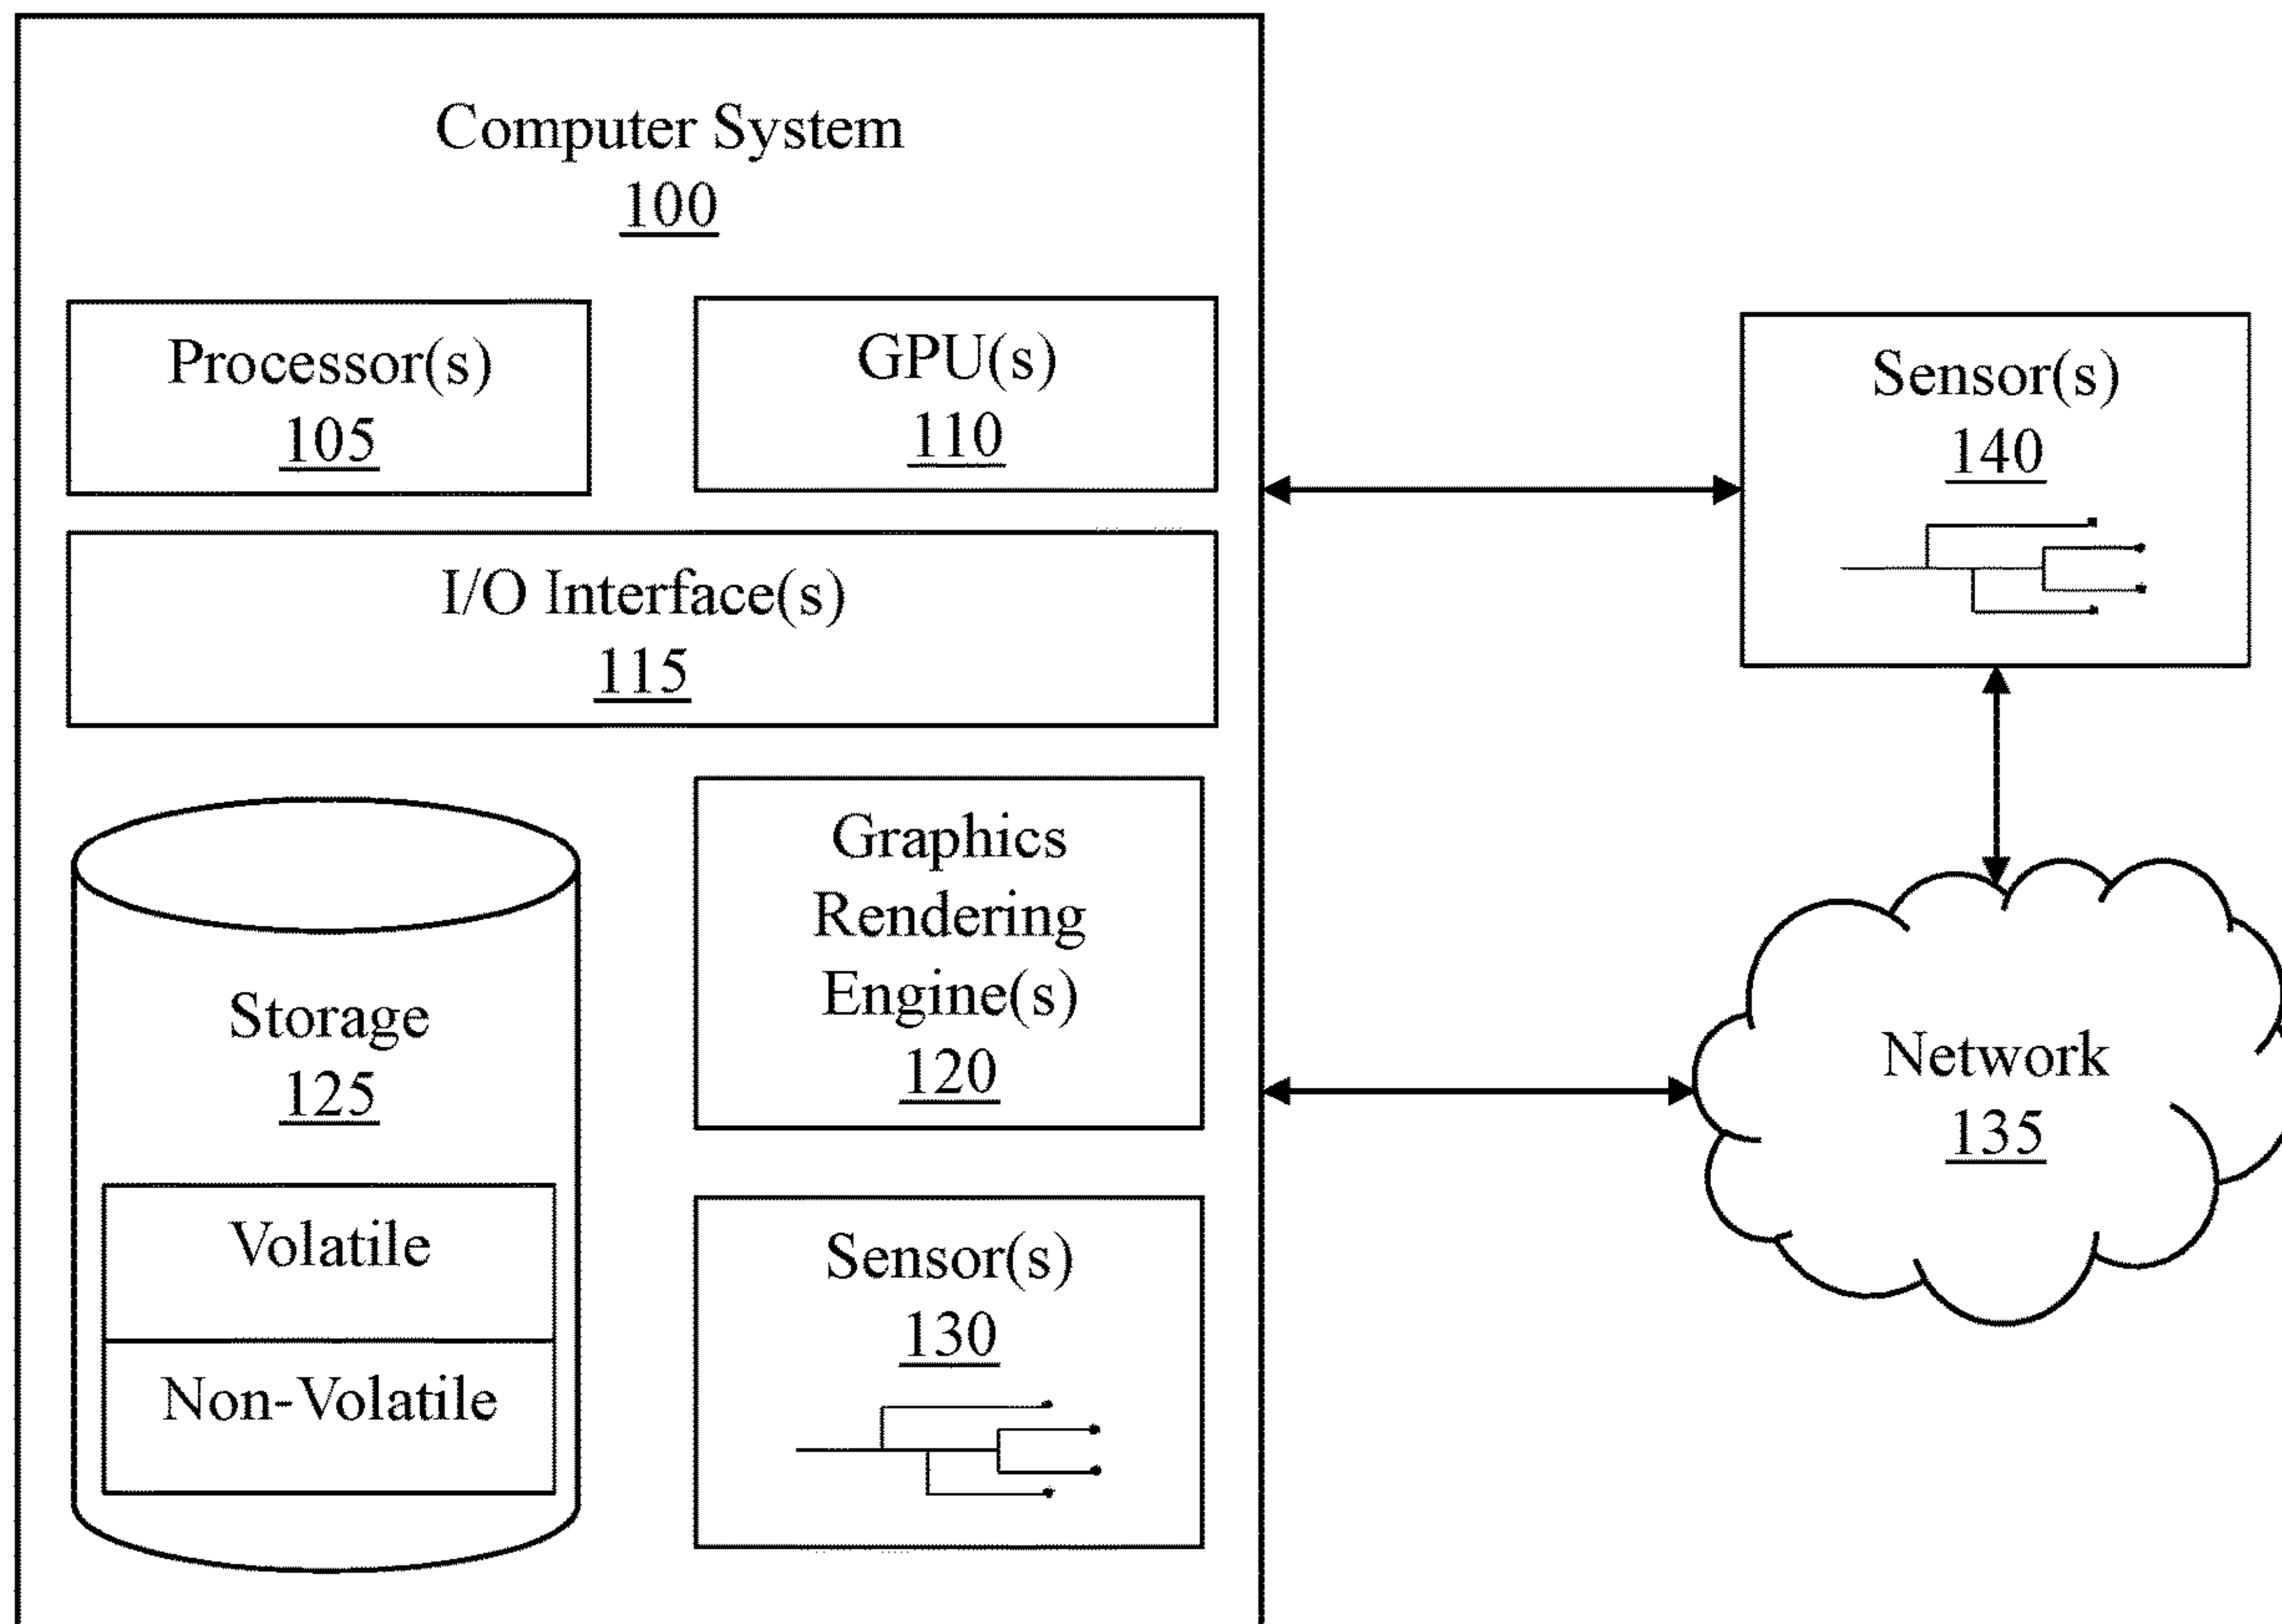 Computer System
100
Processor(s)
105
GPU(s)
110
I/O Interface(s)
115
Storage
125
Volatile
Non-Volatile
Graphics
Rendering
Engine(s)
120
Sensor(s)
130
Sensor(s)
140
Network
135